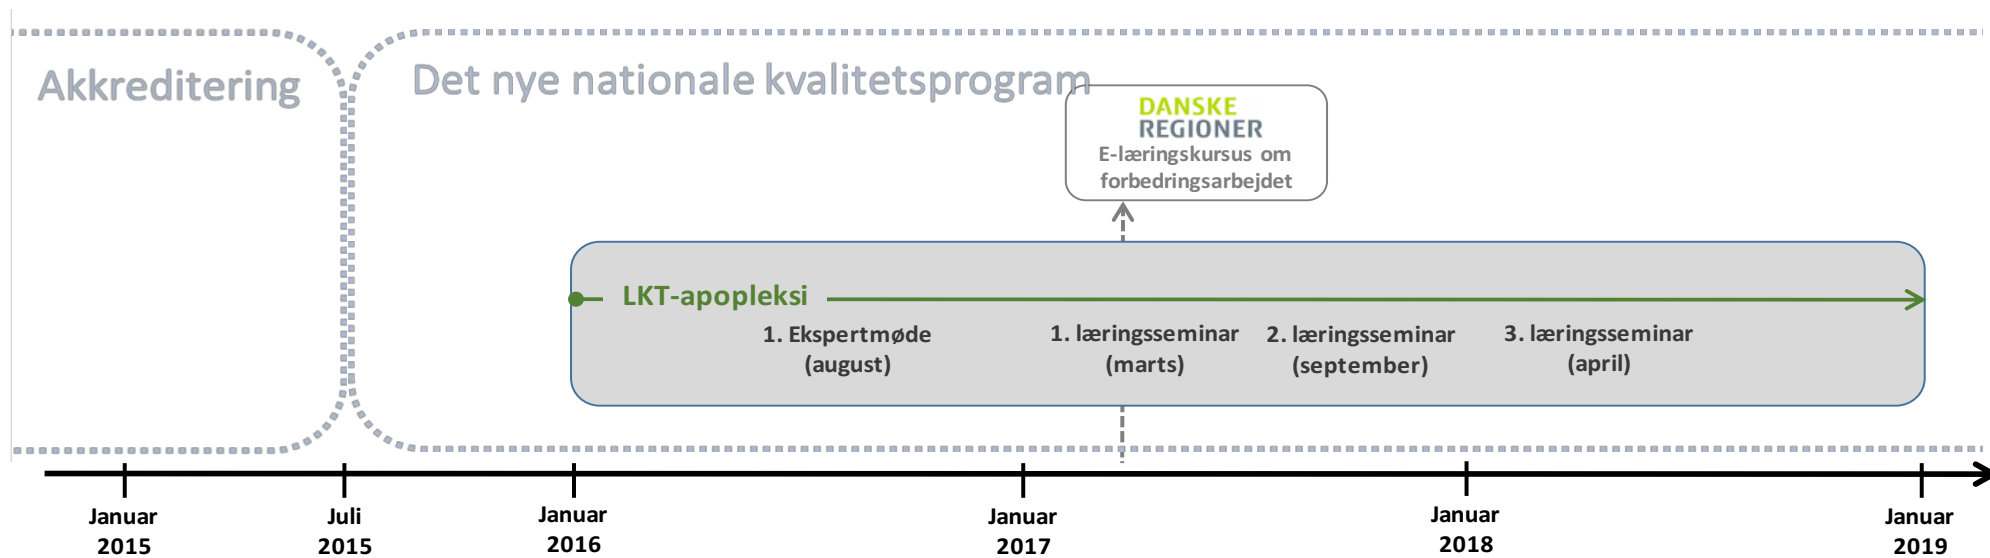 Akkreditering
Det nye nationale kvalitetsprogram
DANSKE
REGIONER
E-læringskursus om
forbedringsarbejdet
LKT-apopleksi
1. Ekspertmøde
(august)
1. læringsseminar
(marts)
2. læringsseminar
(september)
3. læringsseminar
(april)
Januar
2015
Juli
2015
Januar
2016
Januar
2017
Januar
2018
Januar
2019